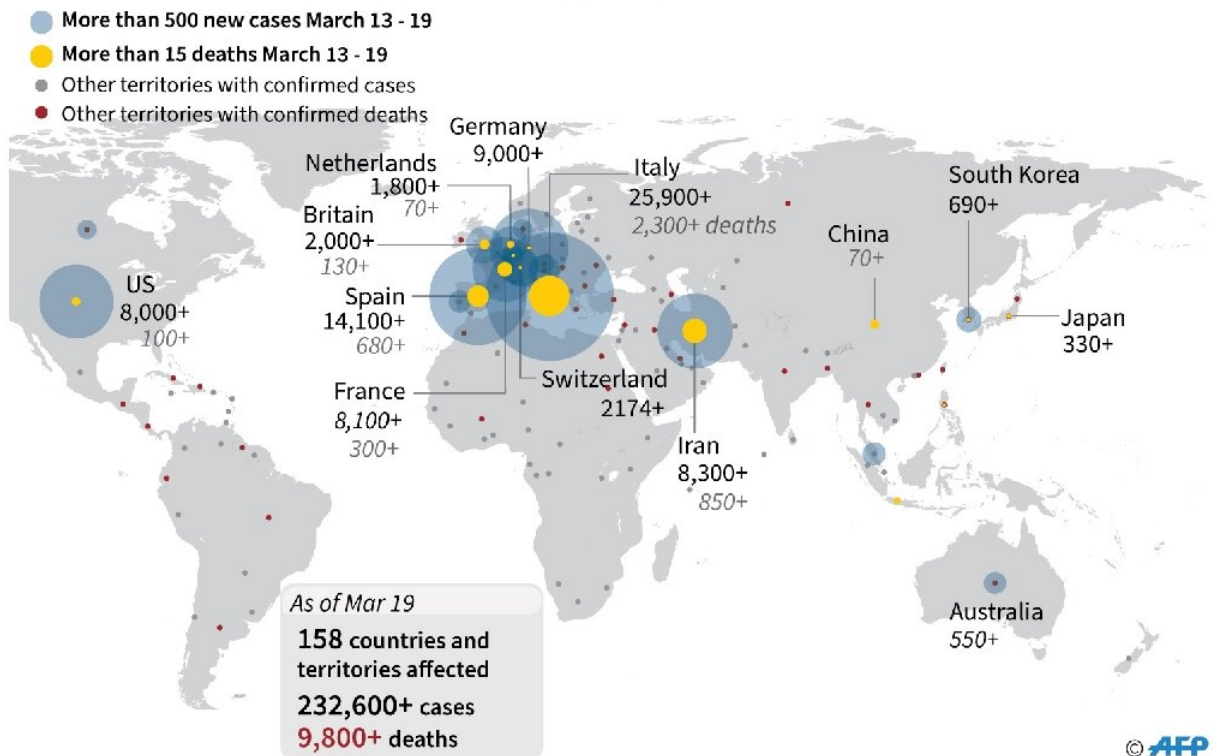 More than 500 new cases March 13 - 19
More than 15 deaths March 13 - 19
Other territories with confirmed cases
Other territories with confirmed deaths
Germany
9,000+
Netherlands
1,800+
70+
Britain
2,000+
130+
Italy
25,900+
2,300+ deaths
South Korea
690+
China
70+
US
8,000+
100+
Spain
14,100+
680+
Japan
330+
France
8,100+
300+
Switzerland
2174+
Iran
8,300+
850+
Australia
550+
As of Mar 19
158 countries and
territories affected
232,600+ cases
9,800+ deaths
© AFP